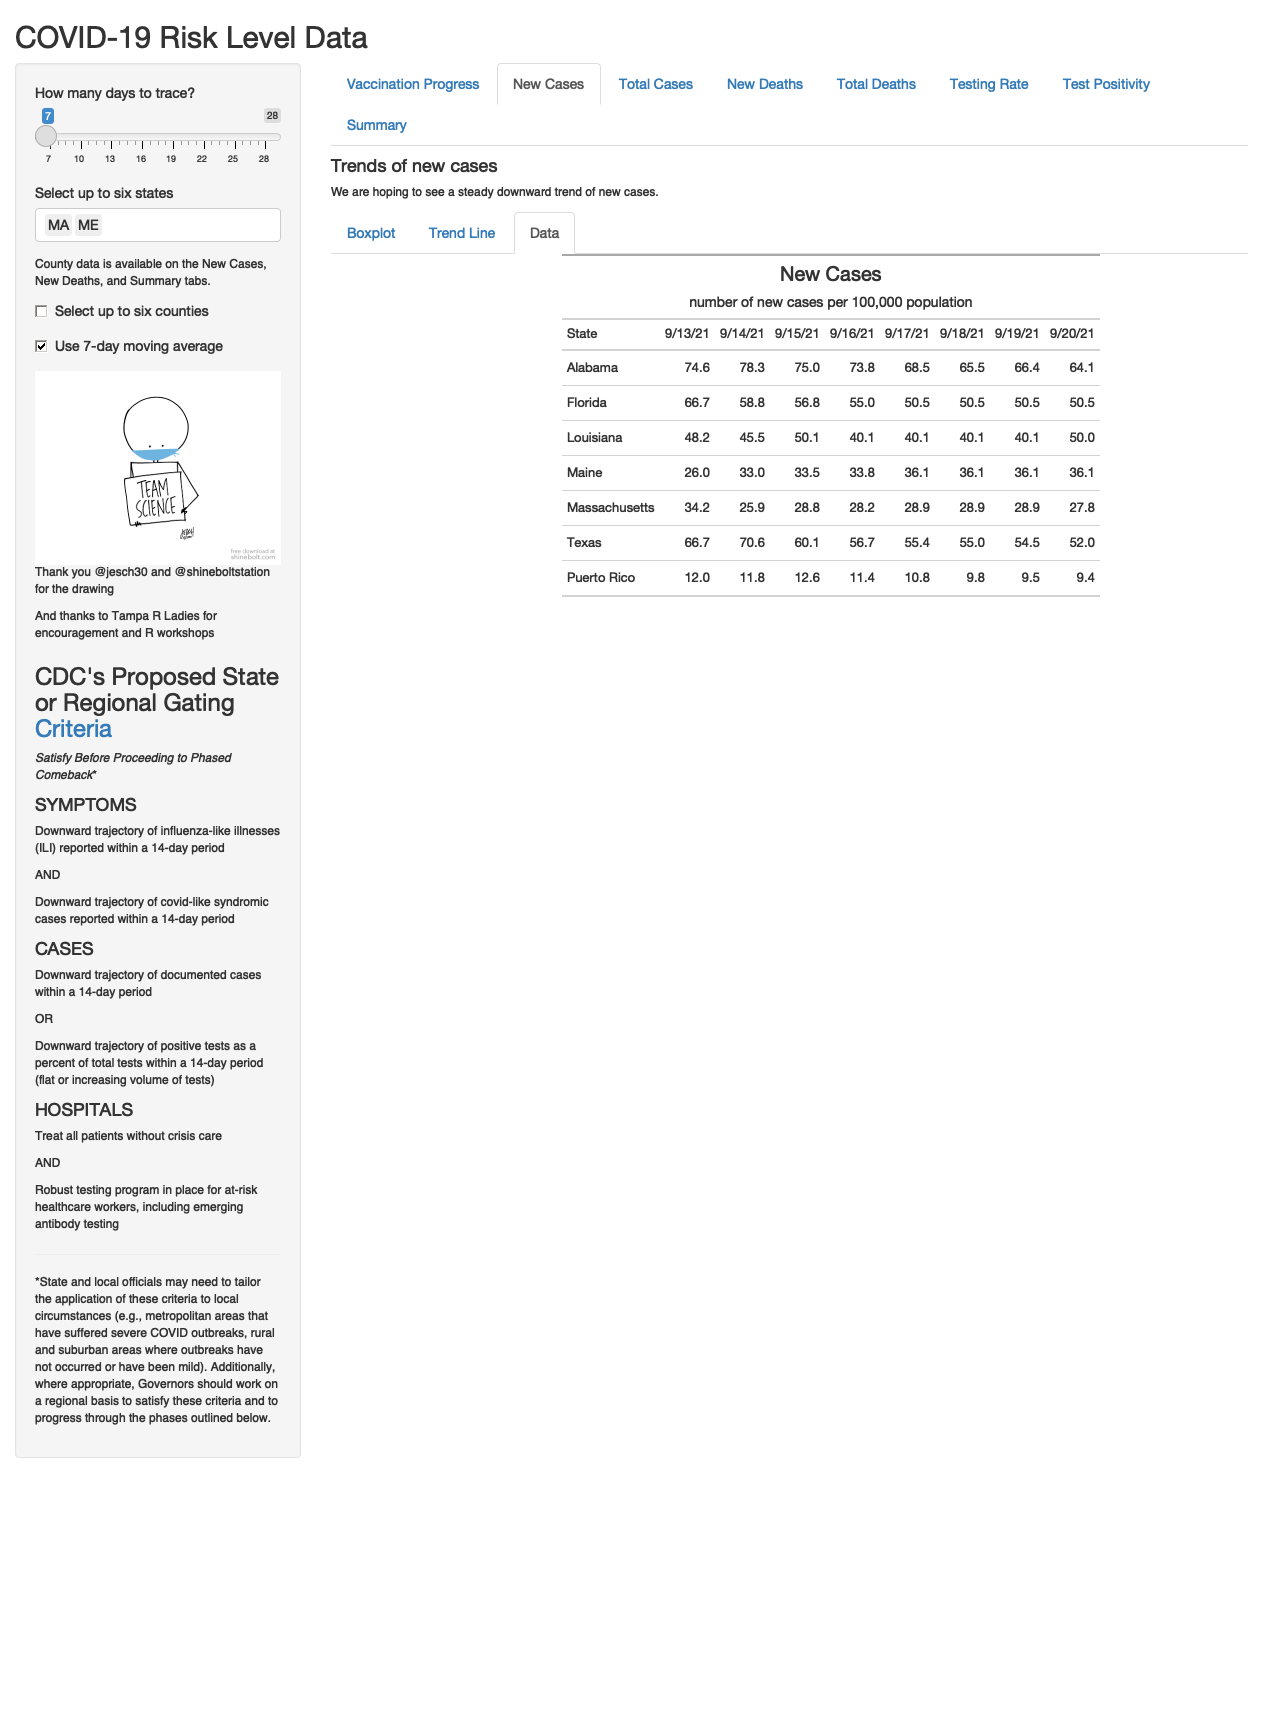 COVID-19 Risk Level Data
How many days to trace?
7 28
7 10 13 16 19 22 25 28
Select up to six states
MA ME
County data is available on the New Cases,
New Deaths, and Summary tabs.
Select up to six counties
Use 7-day moving average
TEAM
SCIENCE
free download at
shinebolt.com
Thank you @jesch30 and @shineboltstation
for the drawing
And thanks to Tampa R Ladies for
encouragement and R workshops
CDC's Proposed State
or Regional Gating
Criteria
Satisfy Before Proceeding to Phased
Comeback*
SYMPTOMS
Downward trajectory of influenza-like illnesses
(ILI) reported within a 14-day period
AND
Downward trajectory of covid-like syndromic
cases reported within a 14-day period
CASES
Downward trajectory of documented cases
within a 14-day period
OR
Downward trajectory of positive tests as a
percent of total tests within a 14-day period
(flat or increasing volume of tests)
HOSPITALS
Treat all patients without crisis care
AND
Robust testing program in place for at-risk
healthcare workers, including emerging
antibody testing
*State and local officials may need to tailor
the application of these criteria to local
circumstances (e.g., metropolitan areas that
have suffered severe COVID outbreaks, rural
and suburban areas where outbreaks have
not occurred or have been mild). Additionally,
where appropriate, Governors should work on
a regional basis to satisfy these criteria and to
progress through the phases outlined below.
Vaccination Progress New Cases Total Cases New Deaths Total Deaths Testing Rate Test Positivity
Summary
Trends of new cases
We are hoping to see a steady downward trend of new cases.
Boxplot Trend Line Data
New Cases
number of new cases per 100,000 population
State 9/13/21 9/14/21 9/15/21 9/16/21 9/17/21 9/18/21 9/19/21 9/20/21
Alabama 74.6 78.3 75.0 73.8 68.5 65.5 66.4 64.1
Florida 66.7 58.8 56.8 55.0 50.5 50.5 50.5 50.5
Louisiana 48.2 45.5 50.1 40.1 40.1 40.1 40.1 50.0
Maine 26.0 33.0 33.5 33.8 36.1 36.1 36.1 36.1
Massachusetts 34.2 25.9 28.8 28.2 28.9 28.9 28.9 27.8
Texas 66.7 70.6 60.1 56.7 55.4 55.0 54.5 52.0
Puerto Rico 12.0 11.8 12.6 11.4 10.8 9.8 9.5 9.4